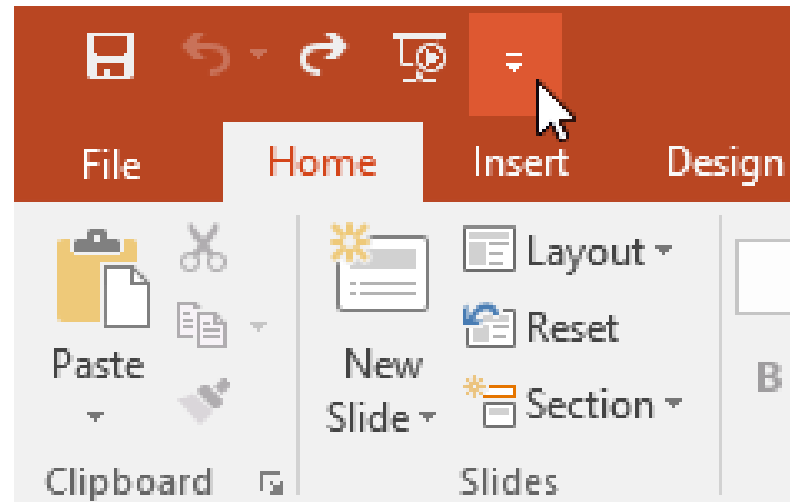 File Home Insert Design
Layout
Reset
Paste New
Slide Section
B
Clipboard Slides